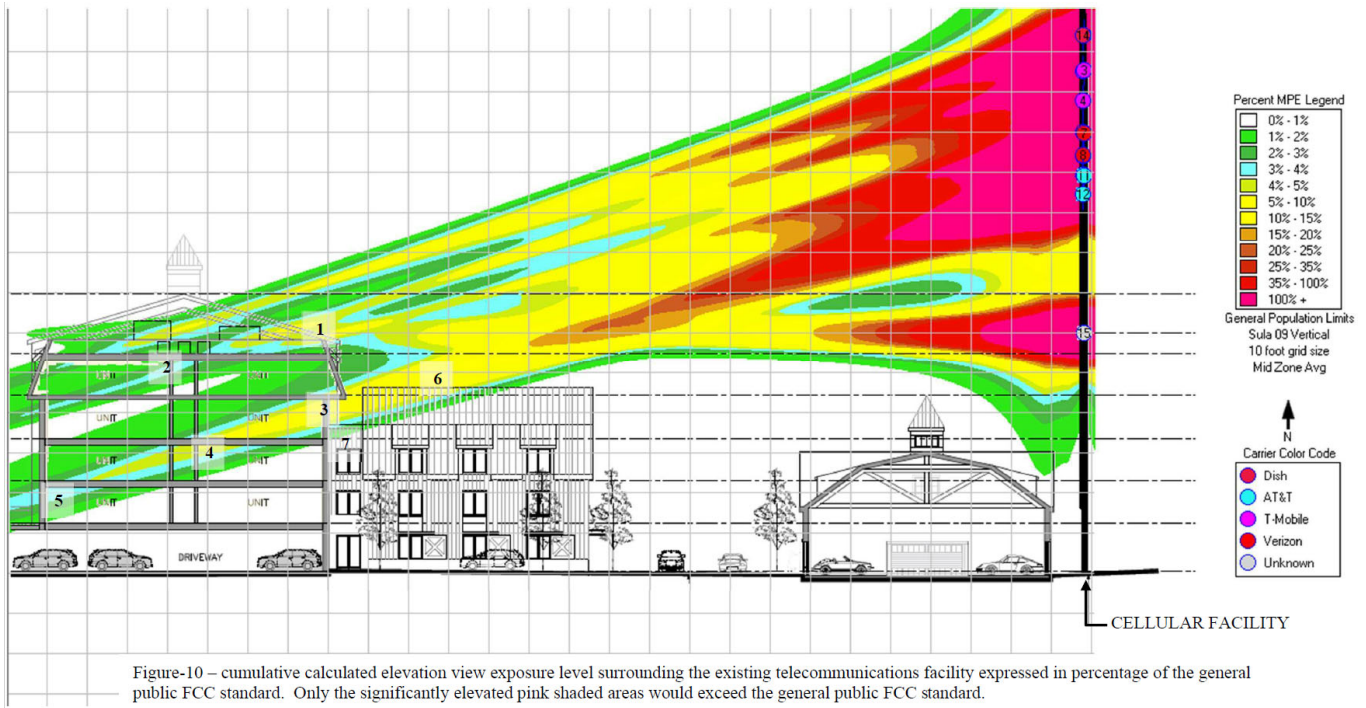 14
3
4
7
8
11
12
15
1
2
3
4
5
6
7
UNIT UNIT
UNIT UNIT
UNIT UNIT
UNIT UNIT
DRIVEWAY
Percent MPE Legend
0% - 1%
1% - 2%
2% - 3%
3% - 4%
4% - 5%
5% - 10%
10% - 15%
15% - 20%
20% - 25%
25% - 35%
35% - 100%
100% +
General Population Limits
Sula 09 Vertical
10 foot grid size
Mid Zone Avg
N
Carrier Color Code
Dish
AT&T
T-Mobile
Verizon
Unknown
CELLULAR FACILITY
Figure-10 – cumulative calculated elevation view exposure level surrounding the existing telecommunications facility expressed in percentage of the general
public FCC standard.  Only the significantly elevated pink shaded areas would exceed the general public FCC standard.